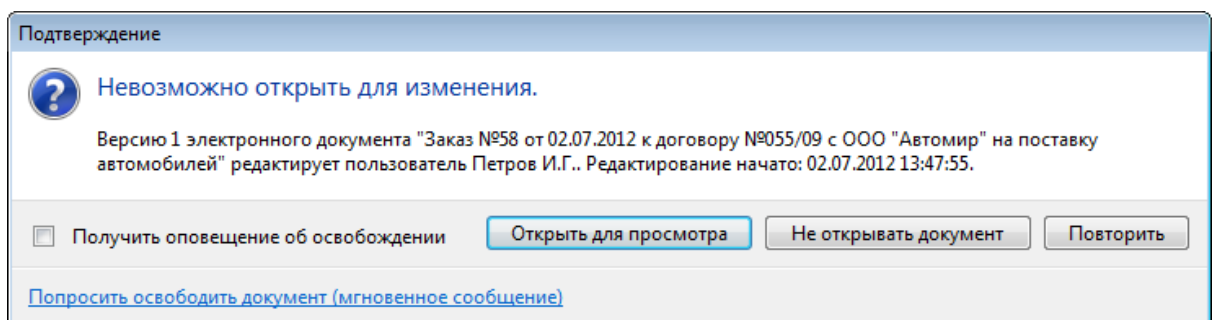 Подтверждение
Невозможно открыть для изменения.
Версию 1 электронного документа "Заказ №58 от 02.07.2012 к договору №055/09 с ООО "Автомир" на поставку
автомобилей" редактирует пользователь Петров И.Г.. Редактирование начато: 02.07.2012 13:47:55.
Получить оповещение об освобождении Открыть для просмотра Не открывать документ Повторить
Попросить освободить документ (мгновенное сообщение)